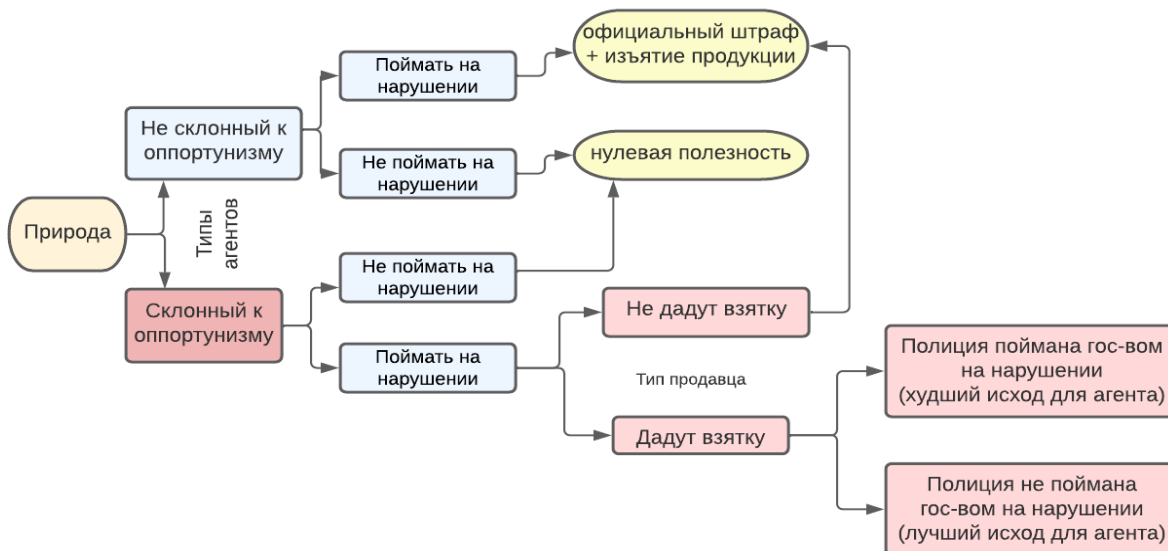 официальный штраф
+ изъятие продукции
Поймать на
нарушении
Не склонный к
оппортунизму
Не поймать на
нарушении
нулевая полезность
Природа
Типы
агентов
Не поймать на
нарушении
Склонный к
оппортунизму
Не дадут взятку
Поймать на
нарушении
Тип продавца
Полиция поймана гос-вом
на нарушении
(худший исход для агента)
Дадут взятку
Полиция не поймана
гос-вом на нарушении
(лучший исход для агента)